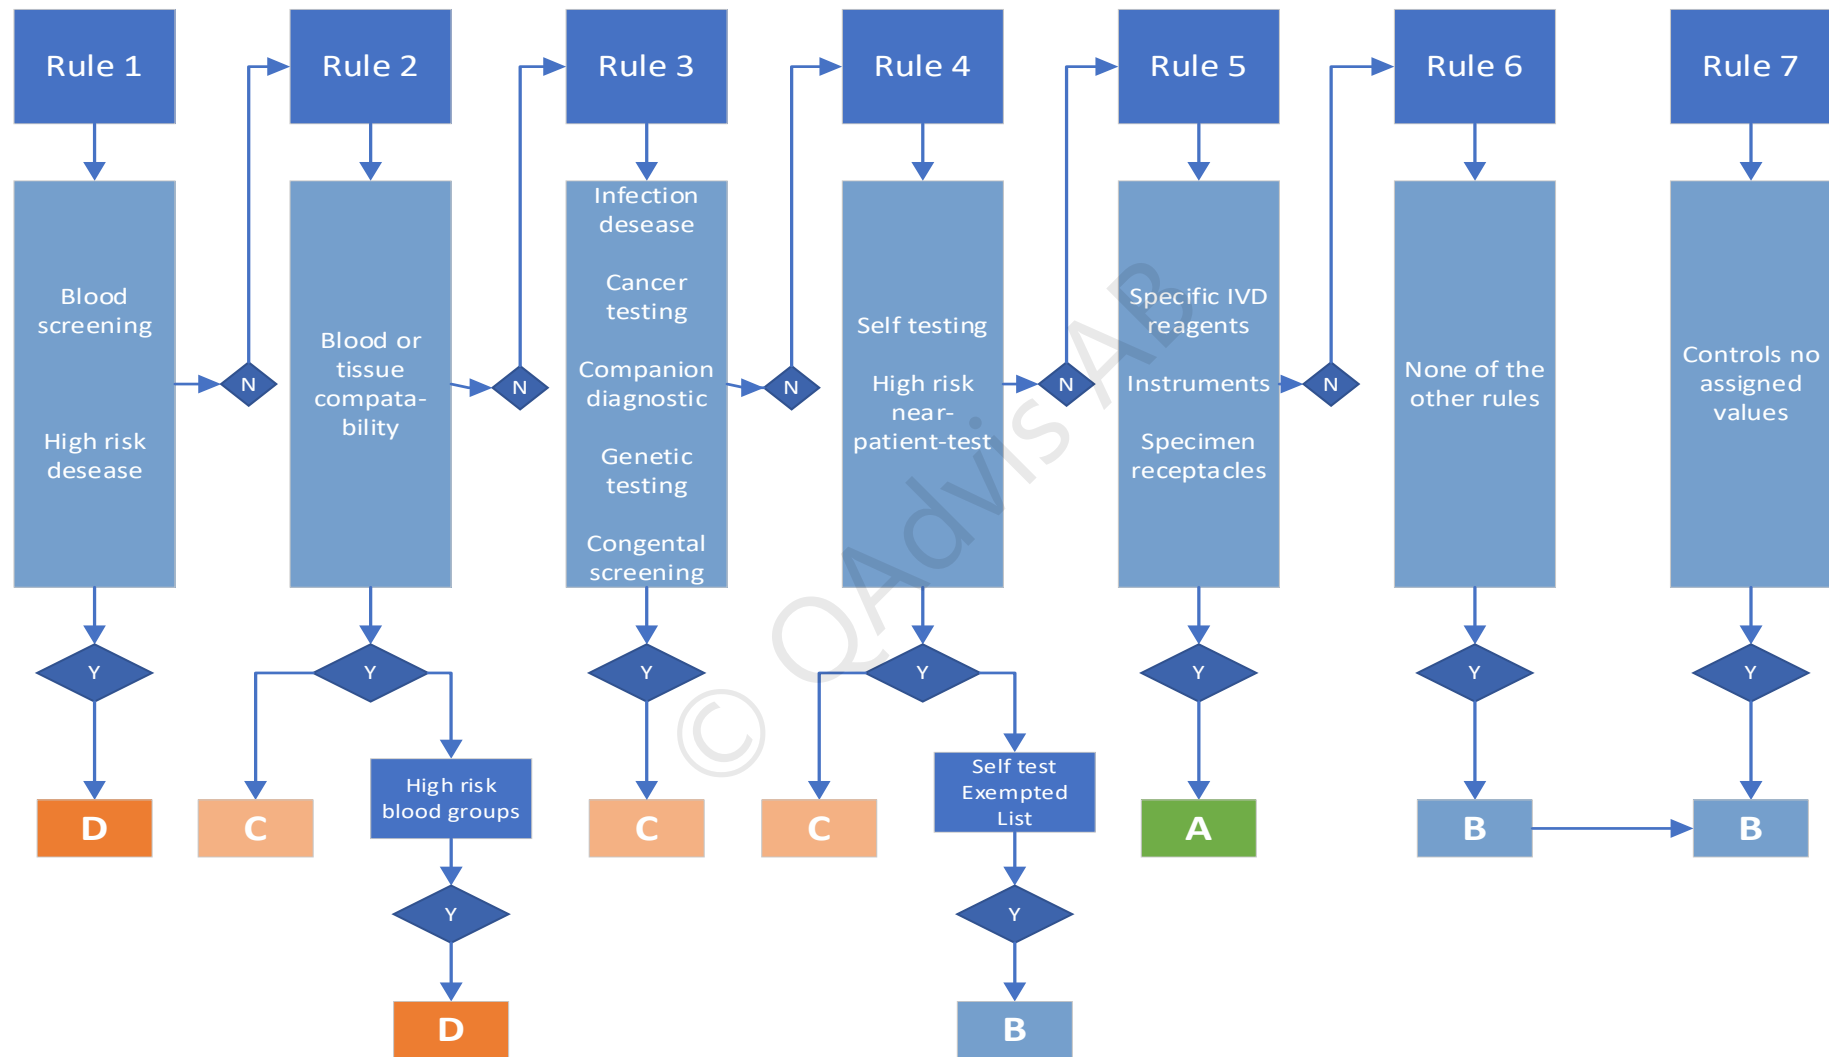 Rule 1
Rule 2
Rule 3
Rule 4
Rule 5
Rule 6
Rule 7
Blood
screening
High risk
desease
N
Blood or
tissue
compata-
bility
N
Infection
desease
Cancer
testing
Companion
diagnostic
Genetic
testing
Congental
screening
N
Self testing
High risk
near-
patient-test
N
Specific IVD
reagents
Instruments
Specimen
receptacles
N
None of the
other rules
Controls no
assigned
values
Y
Y
Y
Y
Y
Y
Y
High risk
blood groups
Self test
Exempted
List
D
C
C
C
A
B
B
Y
Y
D
B
© QAdvis AB